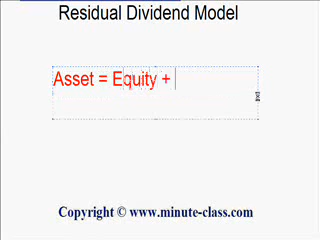 Residual Dividend Model
Asset = Equity +
Copyright © www.minute-class.com